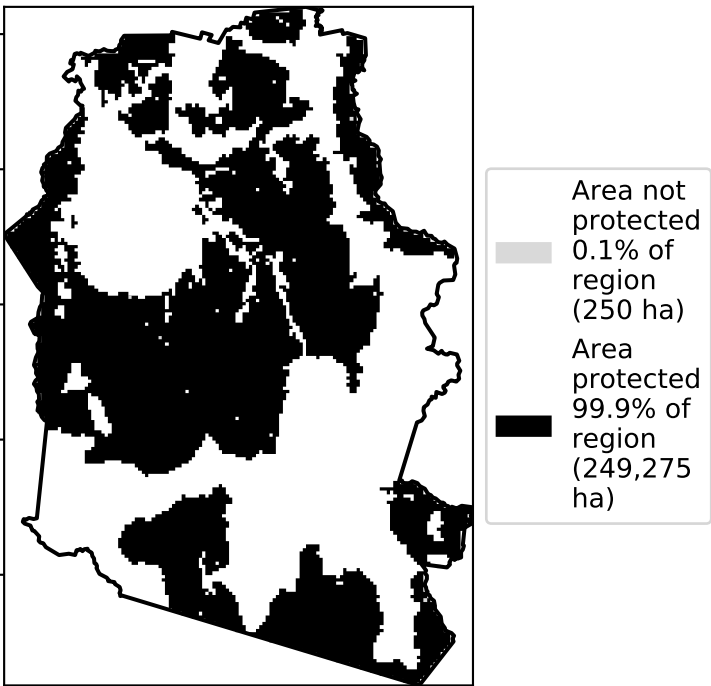 Area not
protected
0.1% of
region
(250 ha)
Area
protected
99.9% of
region
(249,275
ha)